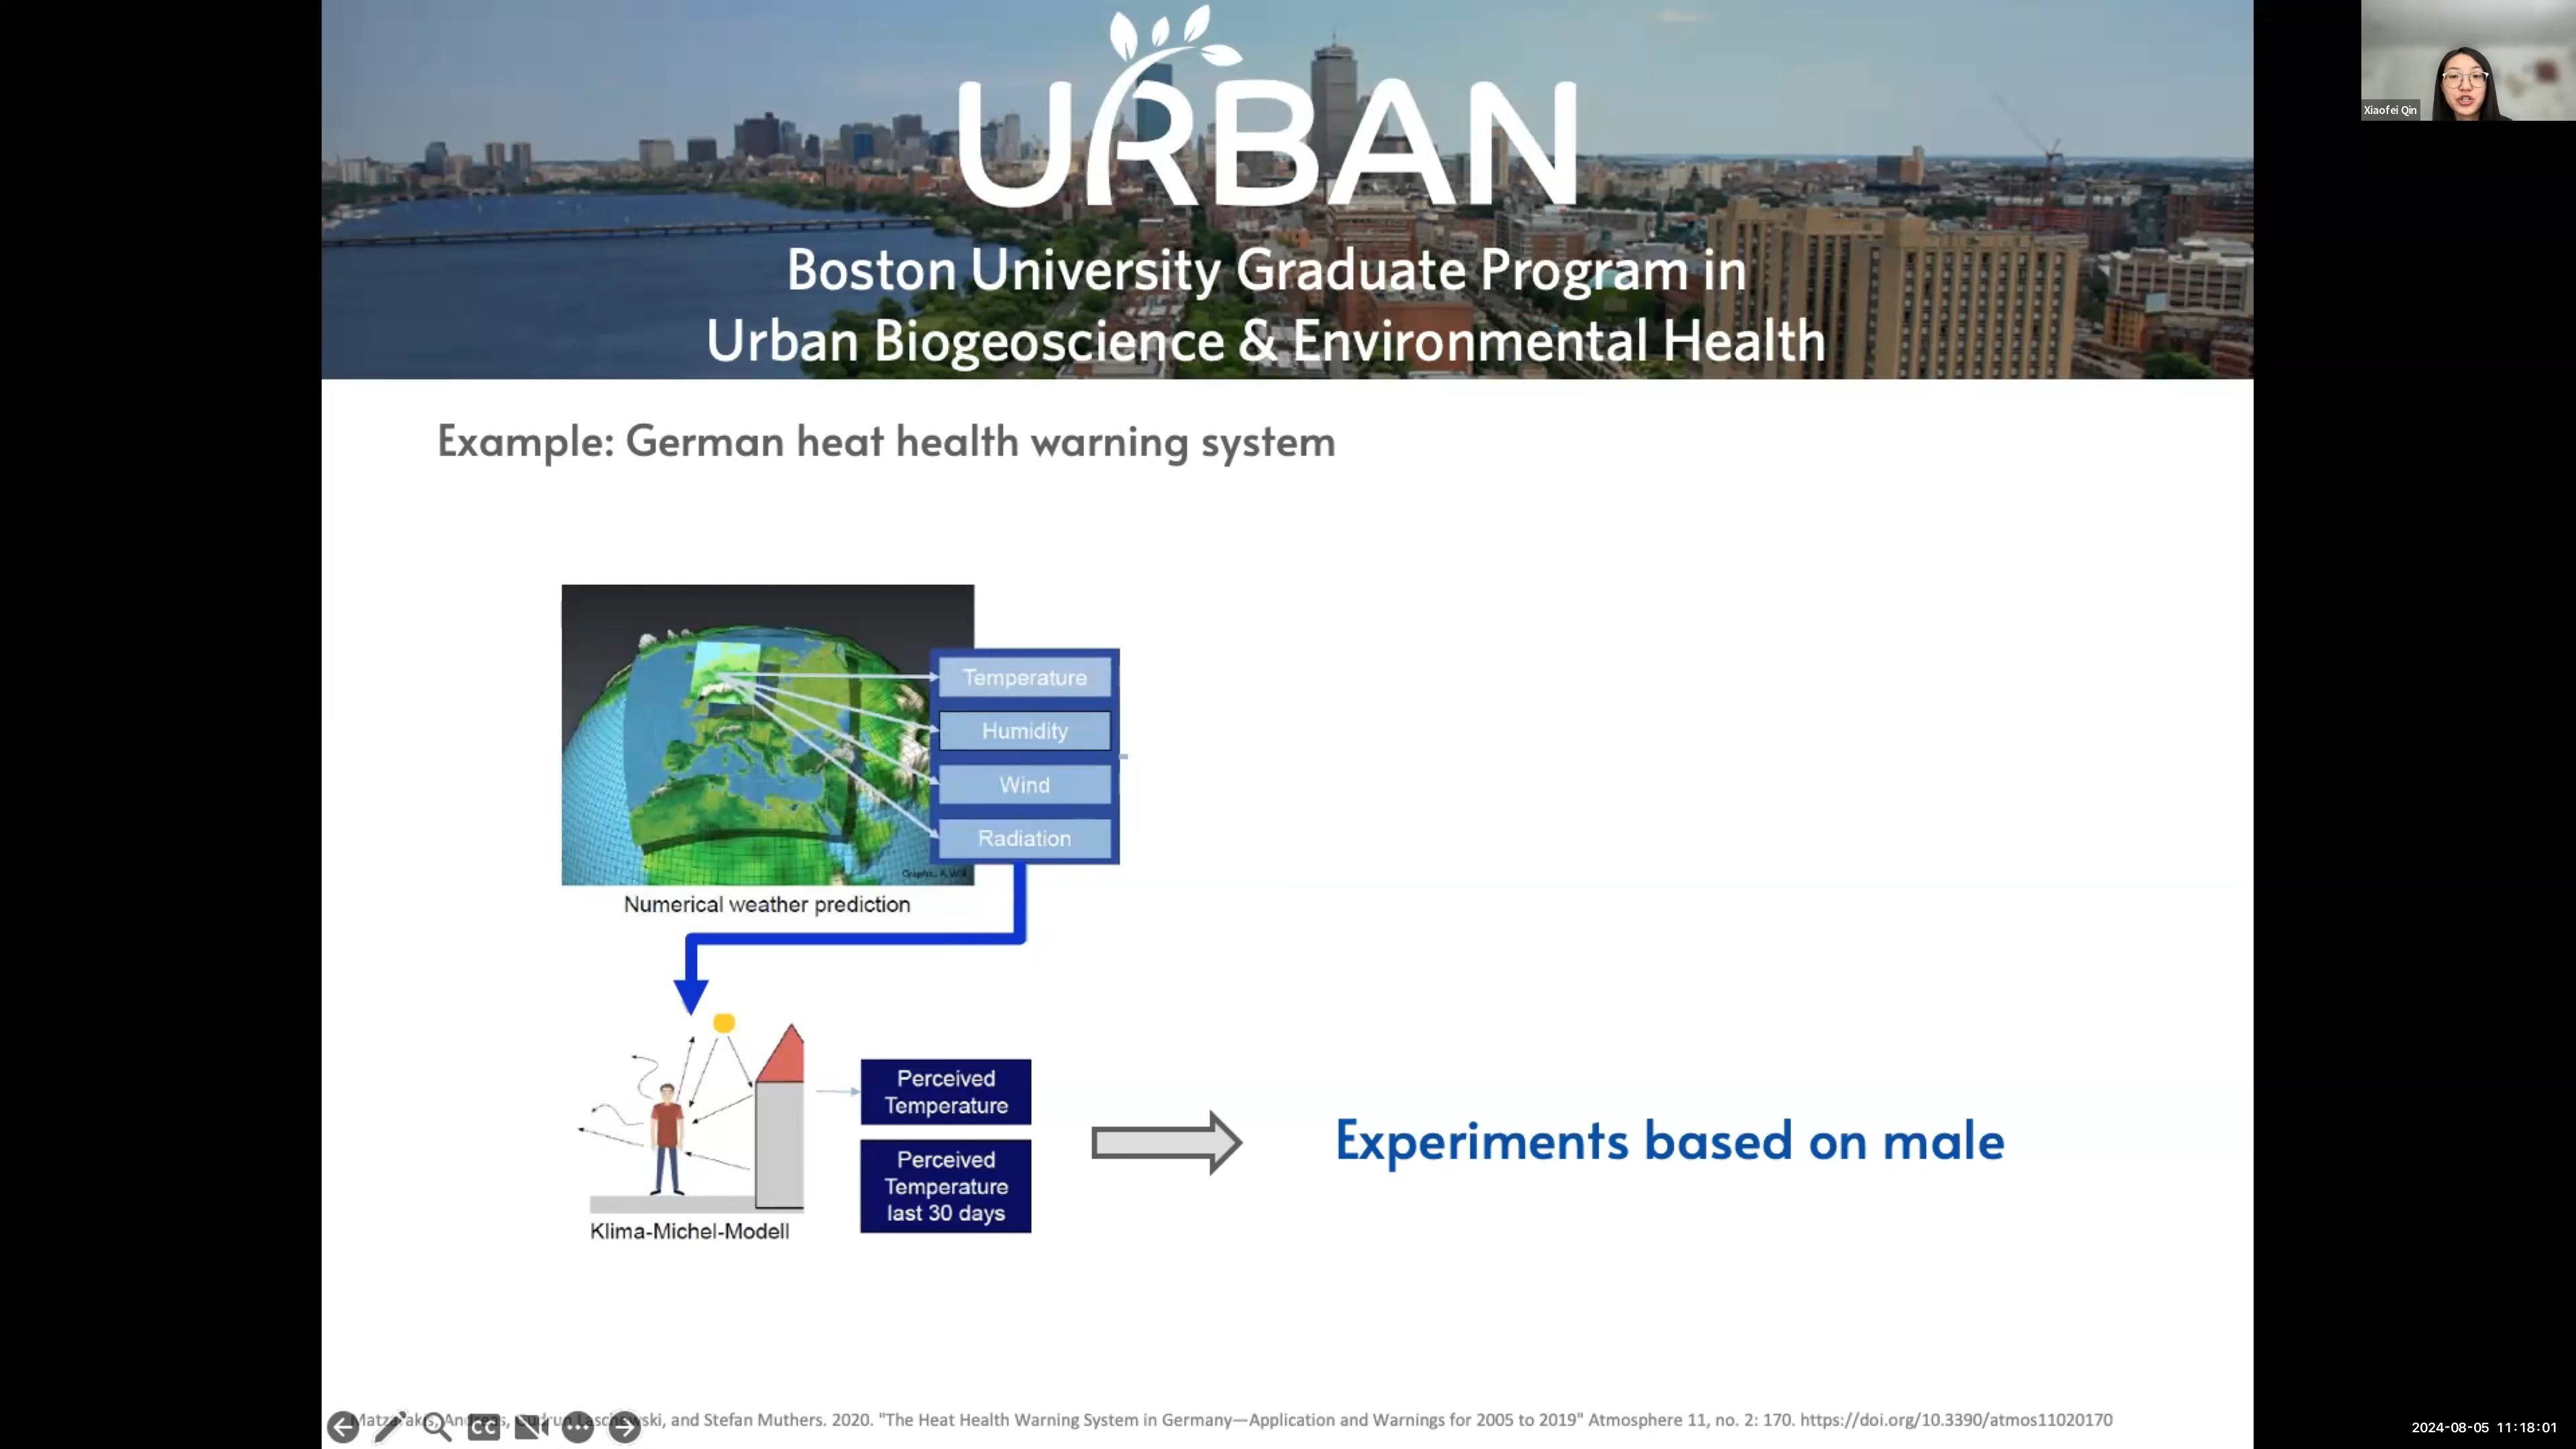 URBAN
Boston University Graduate Program in
Urban Biogeoscience & Environmental Health
Xiaofei Qin
Example: German heat health warning system
Temperature
Humidity
Wind
Radiation
Numerical weather prediction
Perceived
Temperature
Perceived
Temperature
last 30 days
Klima-Michel-Modell
Experiments based on male
and Stefan Muthers. 2020. "The Heat Health Warning System in Germany—Application and Warnings for 2005 to 2019" Atmosphere 11, no. 2: 170. https://doi.org/10.3390/atmos11020170
CC
2024-08-05 11:18:01